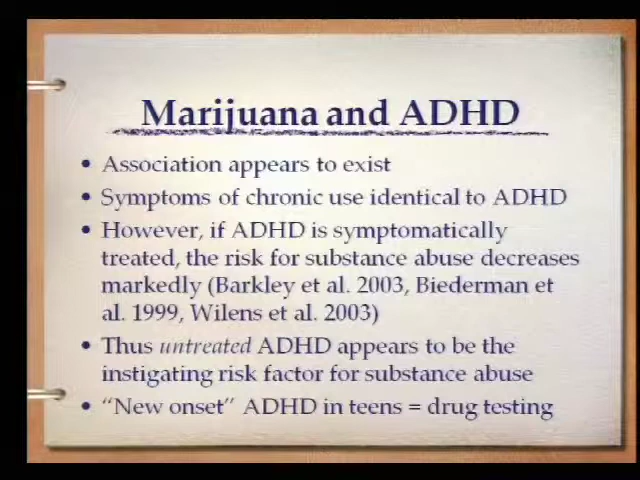 Marijuana and ADHD
• Association appears to exist
• Symptoms of chronic use identical to ADHD
• However, if ADHD is symptomatically
treated, the risk for substance abuse decreases
markedly (Barkley et al. 2003, Biederman et
al. 1999, Wilens et al. 2003)
• Thus untreated ADHD appears to be the
instigating risk factor for substance abuse
• “New onset” ADHD in teens = drug testing